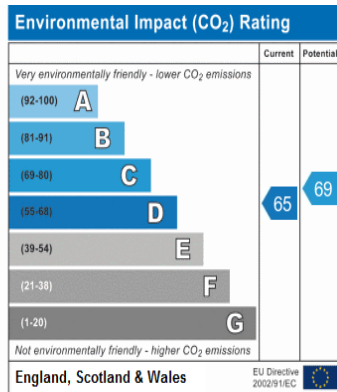 Environmental Impact (CO₂) Rating
Current Potential
Very environmentally friendly - lower CO₂ emissions
(92-100) A
(81-91) B
(69-80) C
(55-68) D
65
69
(39-54) E
(21-38) F
(1-20) G
Not environmentally friendly - higher CO₂ emissions
England, Scotland & Wales
EU Directive
2002/91/EC